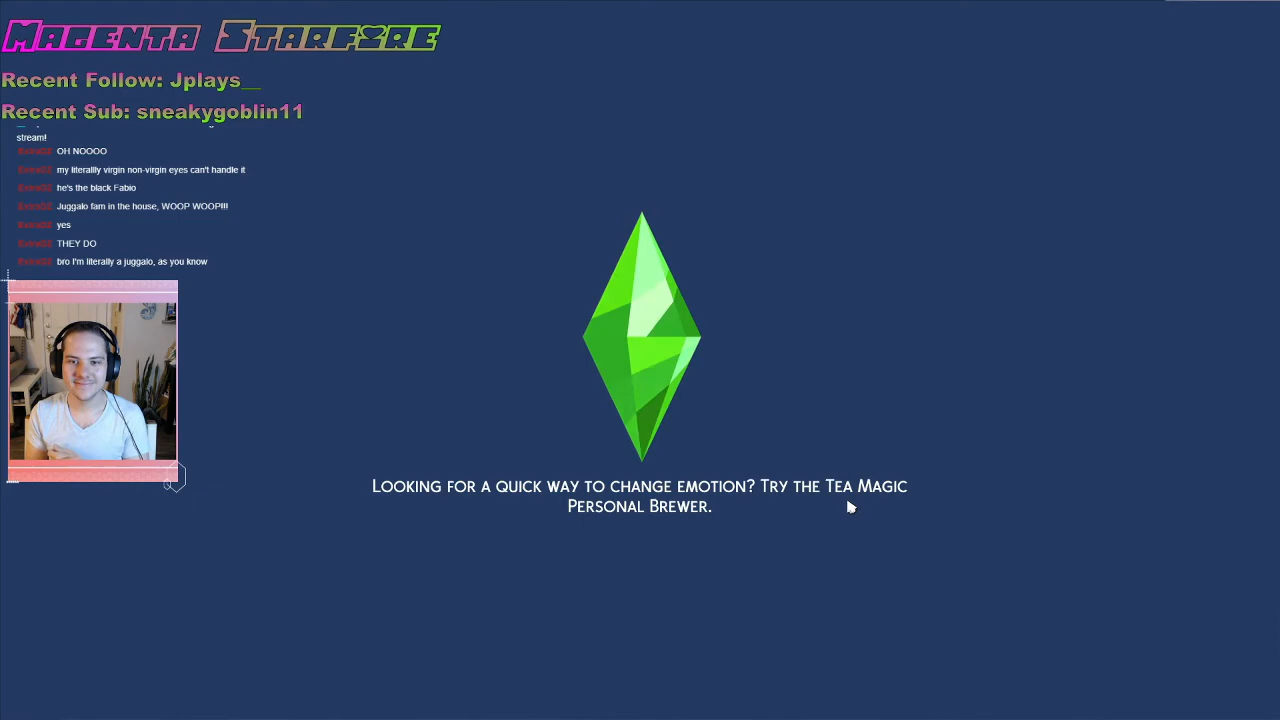 Magenta Starfire
Recent Follow: Jplays__
Recent Sub: sneakygoblin11
stream!
OH NOOOO
my literallly virgin non-virgin eyes can't handle it
he's the black Fabio
Juggalo fam in the house, WOOP WOOP!!!
yes
THEY DO
bro I'm literally a juggalo, as you know
LOOKING FOR A QUICK WAY TO CHANGE EMOTION? TRY THE TEA MAGIC
PERSONAL BREWER.